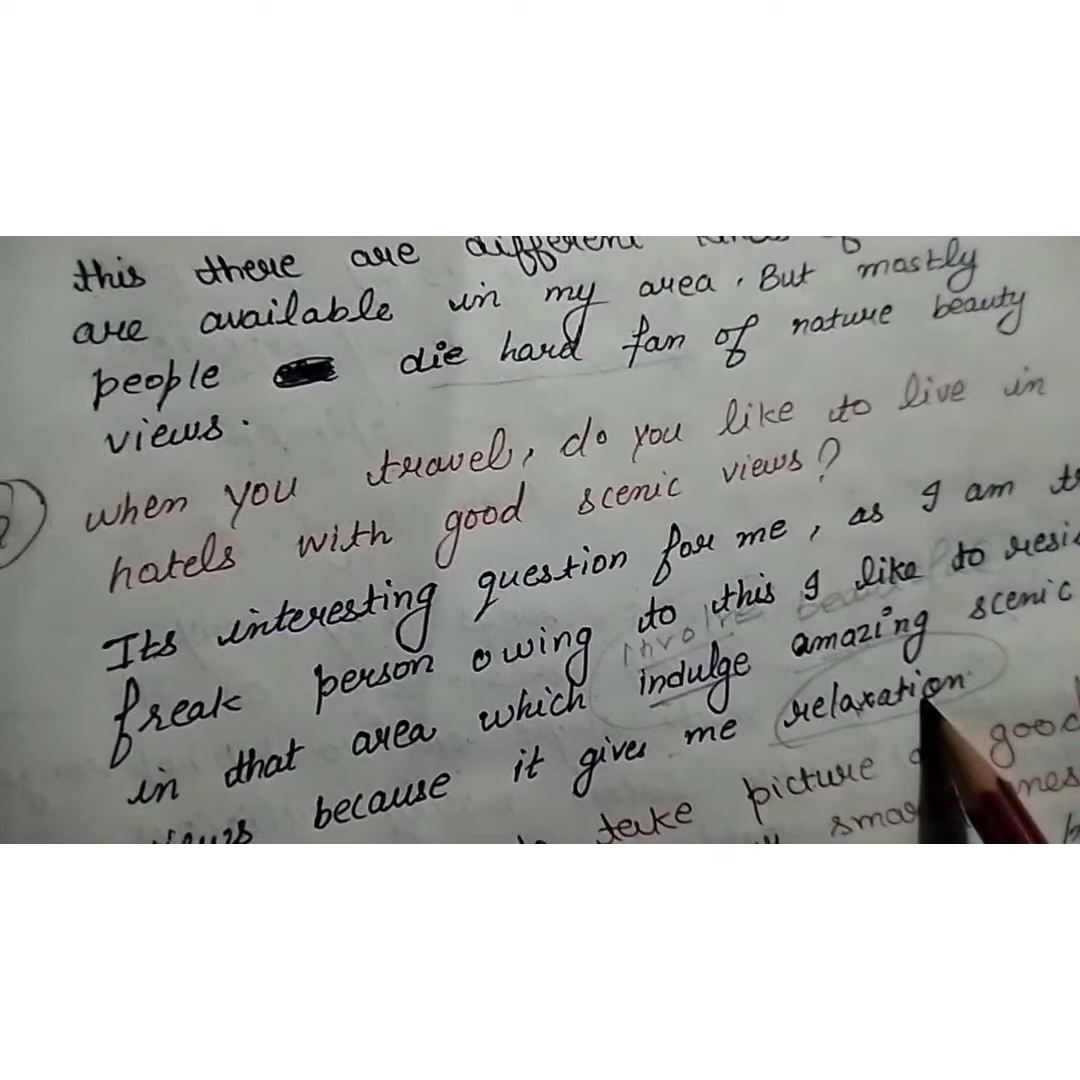 this there are different
are available in my area. But mostly
people die hard fan of nature beauty
views.
when you travel, do you like to live in
hotels with good scenic views?
Its interesting question for me, as I am
freak person owing to this I like to
involve
in that area which indulge amazing scenic
because it gives me relaxation
take picture good